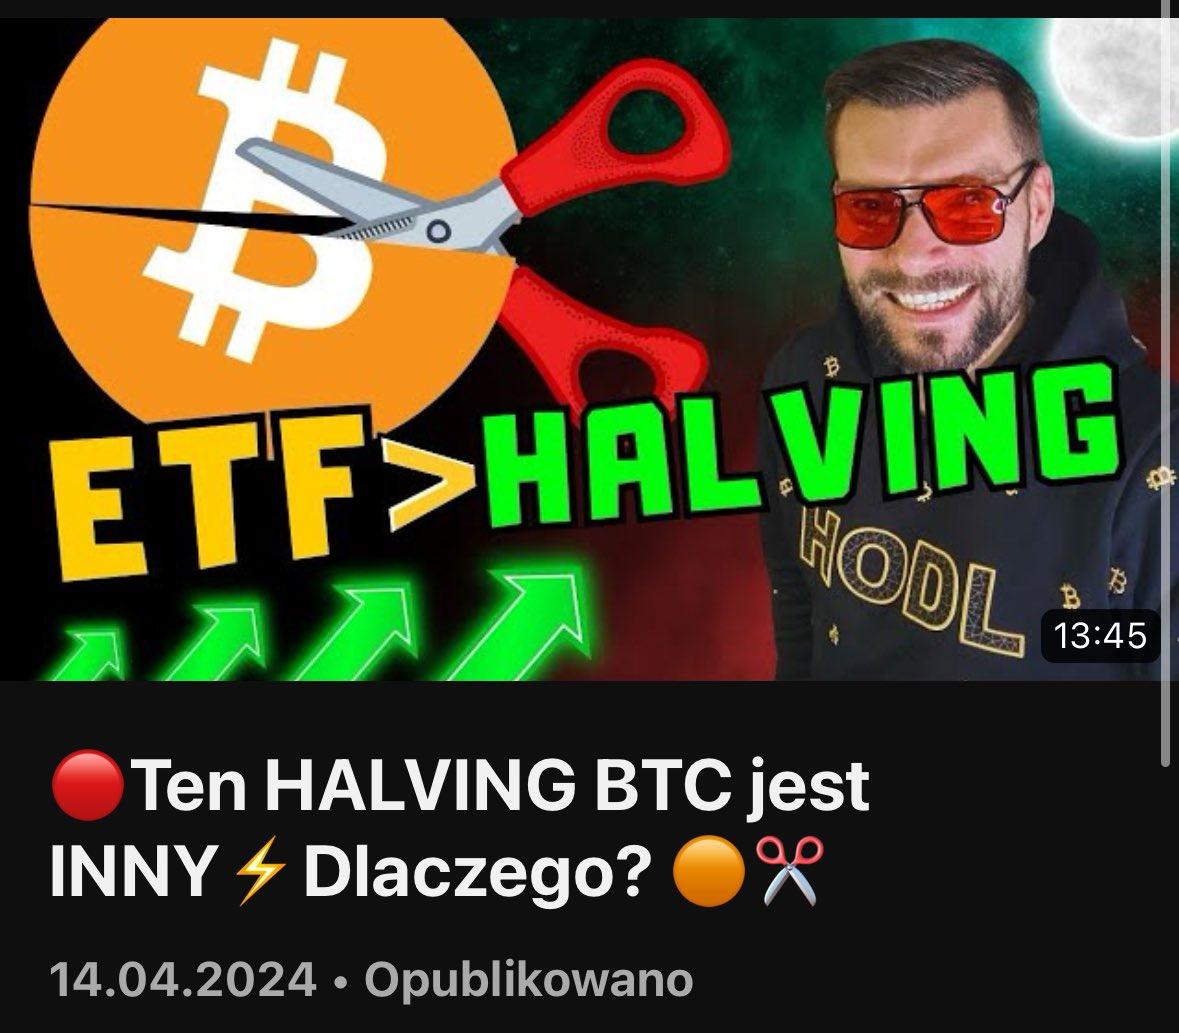 ETF>HALVING
HODL
13:45
🔴Ten HALVING BTC jest
INNY⚡Dlaczego? 🟠✂️
14.04.2024 • Opublikowano